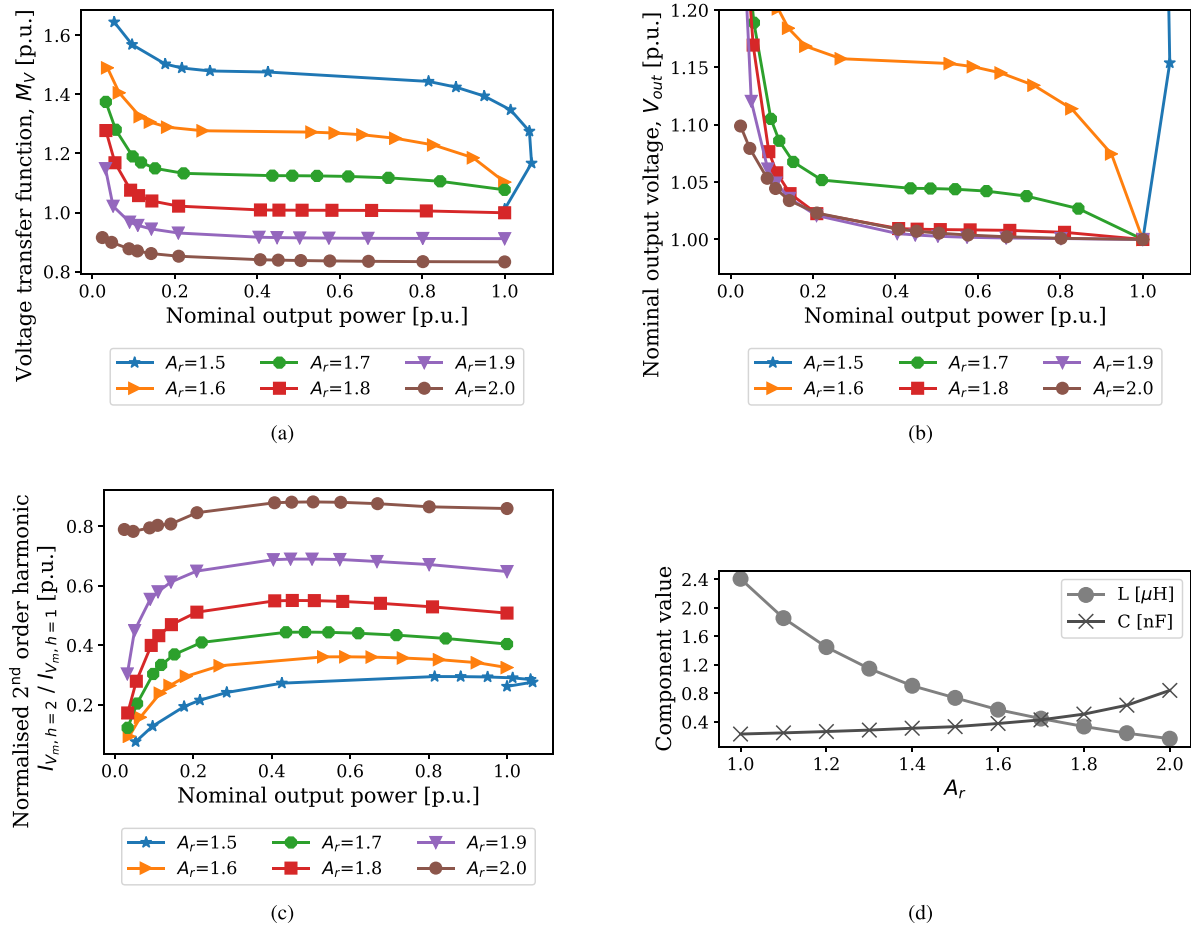 Voltage transfer function, M_V [p.u.]
1.6
1.4
1.2
1.0
0.8
0.0 0.2 0.4 0.6 0.8 1.0
Nominal output power [p.u.]
A_r=1.5 A_r=1.7 A_r=1.9
A_r=1.6 A_r=1.8 A_r=2.0
(a)
Nominal output voltage, V_out [p.u.]
1.20
1.15
1.10
1.05
1.00
0.0 0.2 0.4 0.6 0.8 1.0
Nominal output power [p.u.]
A_r=1.5 A_r=1.7 A_r=1.9
A_r=1.6 A_r=1.8 A_r=2.0
(b)
Normalised 2nd order harmonic
I_{V_m, h=2} / I_{V_m, h=1} [p.u.]
0.8
0.6
0.4
0.2
0.0 0.2 0.4 0.6 0.8 1.0
Nominal output power [p.u.]
A_r=1.5 A_r=1.7 A_r=1.9
A_r=1.6 A_r=1.8 A_r=2.0
(c)
Component value
2.4
2.0
1.6
1.2
0.8
0.4
L [μH]
C [nF]
1.0 1.2 1.4 1.6 1.8 2.0
A_r
(d)